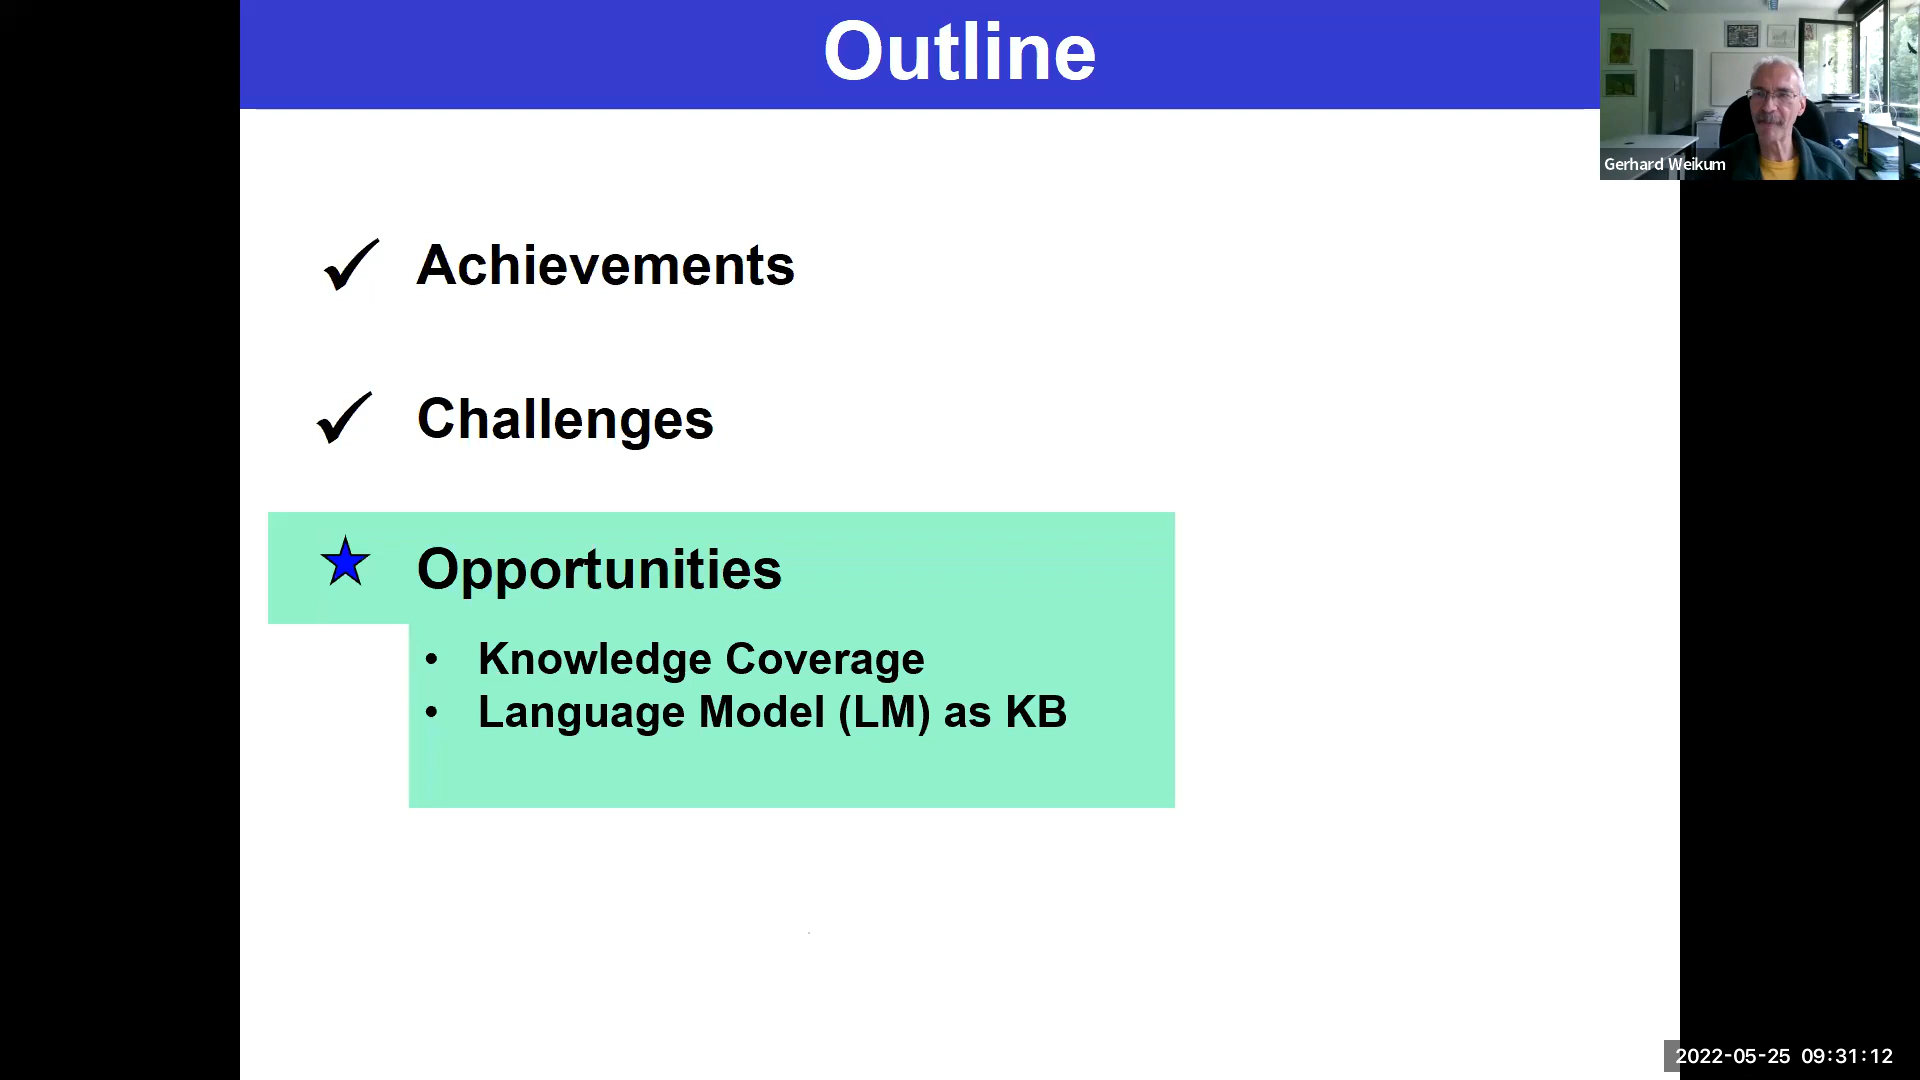 Outline
Gerhard Weikum
Achievements
Challenges
Opportunities
• Knowledge Coverage
• Language Model (LM) as KB
2022-05-25 09:31:12